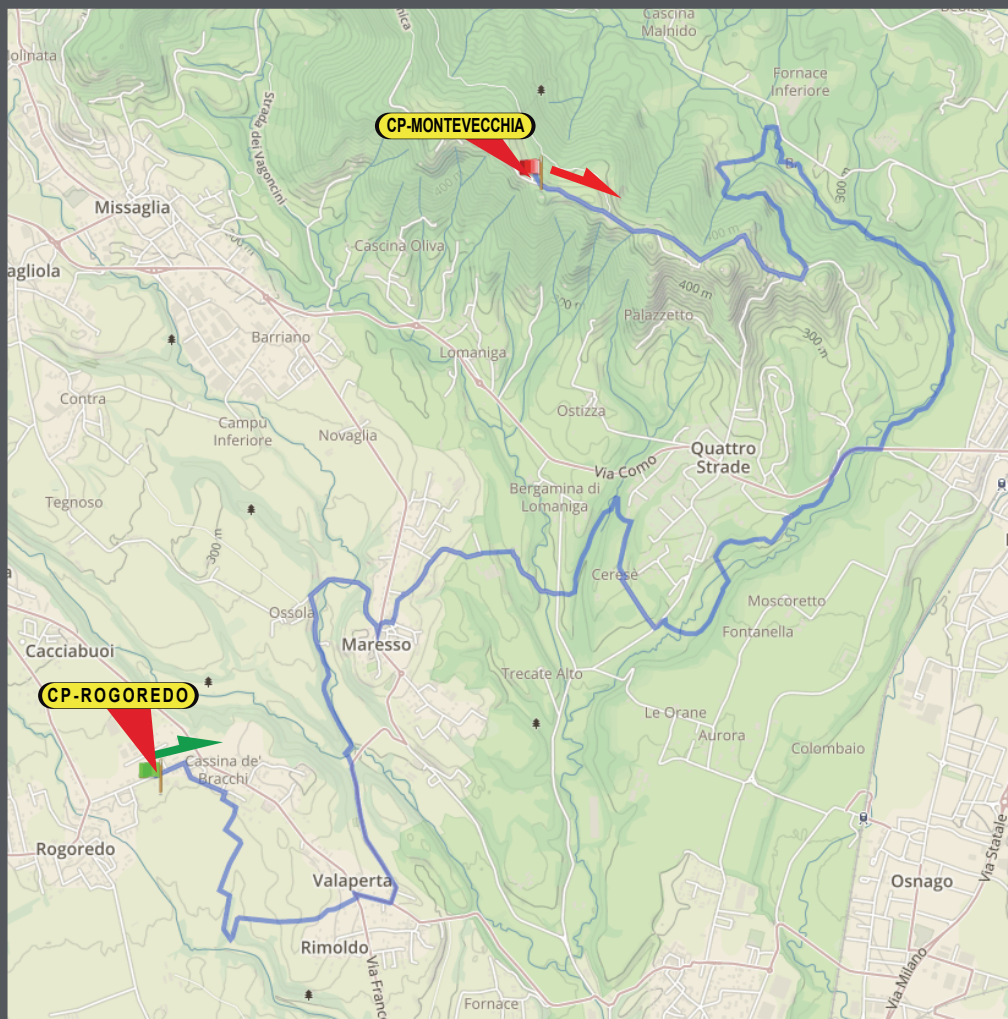 Cascina
Malnido
Fornace
Inferiore
Strada dei Vagoncini
CP-MONTEVECCHIA
300 m
400 m
Missaglia
Cascina Oliva
400 m
400 m
Palazzetto
300 m
Barriano
Lomaniga
Contra
Ostizza
Campu
Inferiore
Novaglia
Quattro
Strade
Via Como
Bergamina di
Lomaniga
Tegnoso
300 m
Ceresè
Ossola
Moscoretto
Maresso
Fontanella
Cacciabuoi
Trecate Alto
CP-ROGOREDO
Le Orane
Aurora
Colombaio
Cassina de'
Bracchi
Rogoredo
Via Statale
Valaperta
Osnago
Rimoldo
Via Milano
Fornace